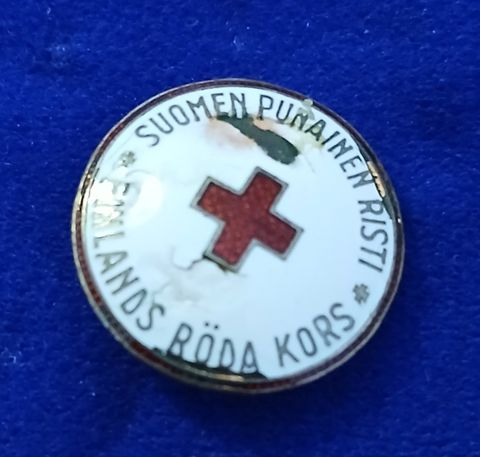 SUOMEN PUNAINEN RISTI
FINLANDS RÖDA KORS